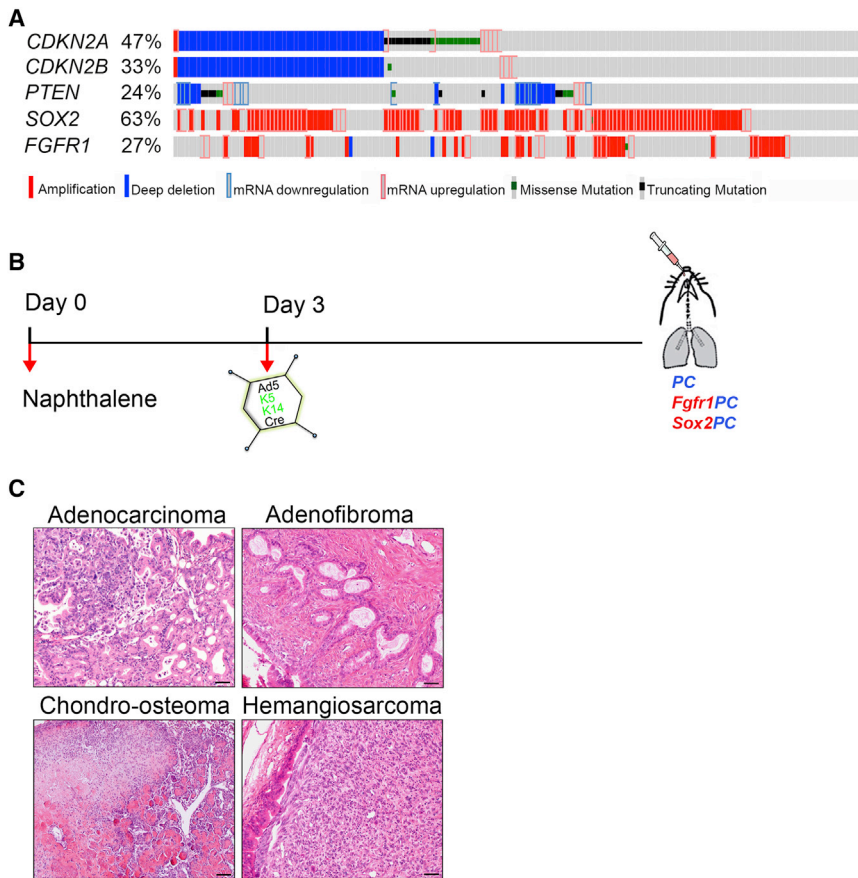 A
CDKN2A 47%
CDKN2B 33%
PTEN 24%
SOX2 63%
FGFR1 27%
Amplification Deep deletion mRNA downregulation mRNA upregulation Missense Mutation Truncating Mutation
B
Day 0 Day 3
Naphthalene
Ad5
K5
K14
Cre
PC
Fgfr1PC
Sox2PC
C
Adenocarcinoma Adenofibroma
Chondro-osteoma Hemangiosarcoma